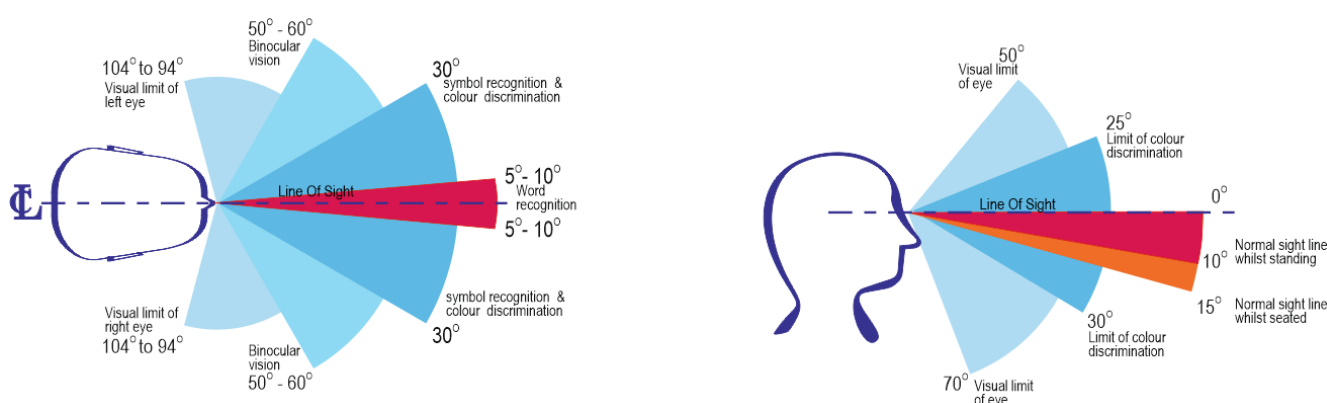 50° - 60°
Binocular
vision
104° to 94°
Visual limit of
left eye
30°
symbol recognition &
colour discrimination
5°- 10°
Word
recognition
5°- 10°
Line Of Sight
℄
symbol recognition &
colour discrimination
30°
Visual limit of
right eye
104° to 94°
Binocular
vision
50° - 60°
50°
Visual limit
of eye
25°
Limit of colour
discrimination
Line Of Sight
0°
Normal sight line
whilst standing
10°
15°
Normal sight line
whilst seated
30°
Limit of colour
discrimination
70°
Visual limit
of eye